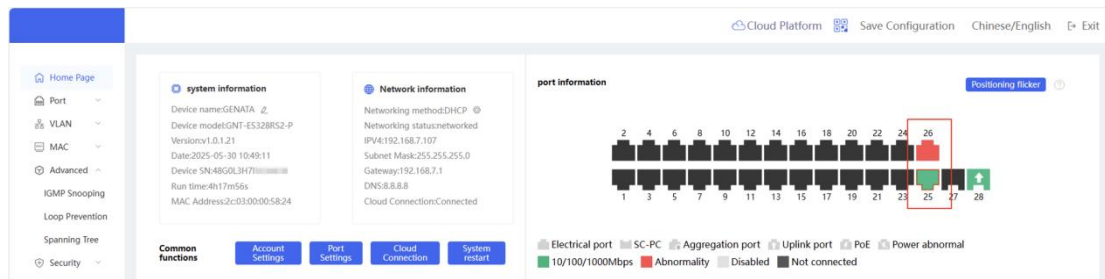 Cloud Platform Save Configuration Chinese/English Exit
Home Page
Port
VLAN
MAC
Advanced
IGMP Snooping
Loop Prevention
Spanning Tree
Security
system information
Device name:GENATA
Device model:GNT-ES328RS2-P
Version:v1.0.1.21
Date:2025-05-30 10:49:11
Device SN:48G0L3H7I
Run time:4h17m56s
MAC Address:2c:03:00:00:58:24
Network information
Networking method:DHCP
Networking status:networked
IPV4:192.168.7.107
Subnet Mask:255.255.255.0
Gateway:192.168.7.1
DNS:8.8.8.8
Cloud Connection:Connected
Common functions
Account Settings
Port Settings
Cloud Connection
System restart
port information
Positioning flicker
2 4 6 8 10 12 14 16 18 20 22 24 26
1 3 5 7 9 11 13 15 17 19 21 23 25 27 28
Electrical port SC-PC Aggregation port Uplink port PoE Power abnormal
10/100/1000Mbps Abnormality Disabled Not connected